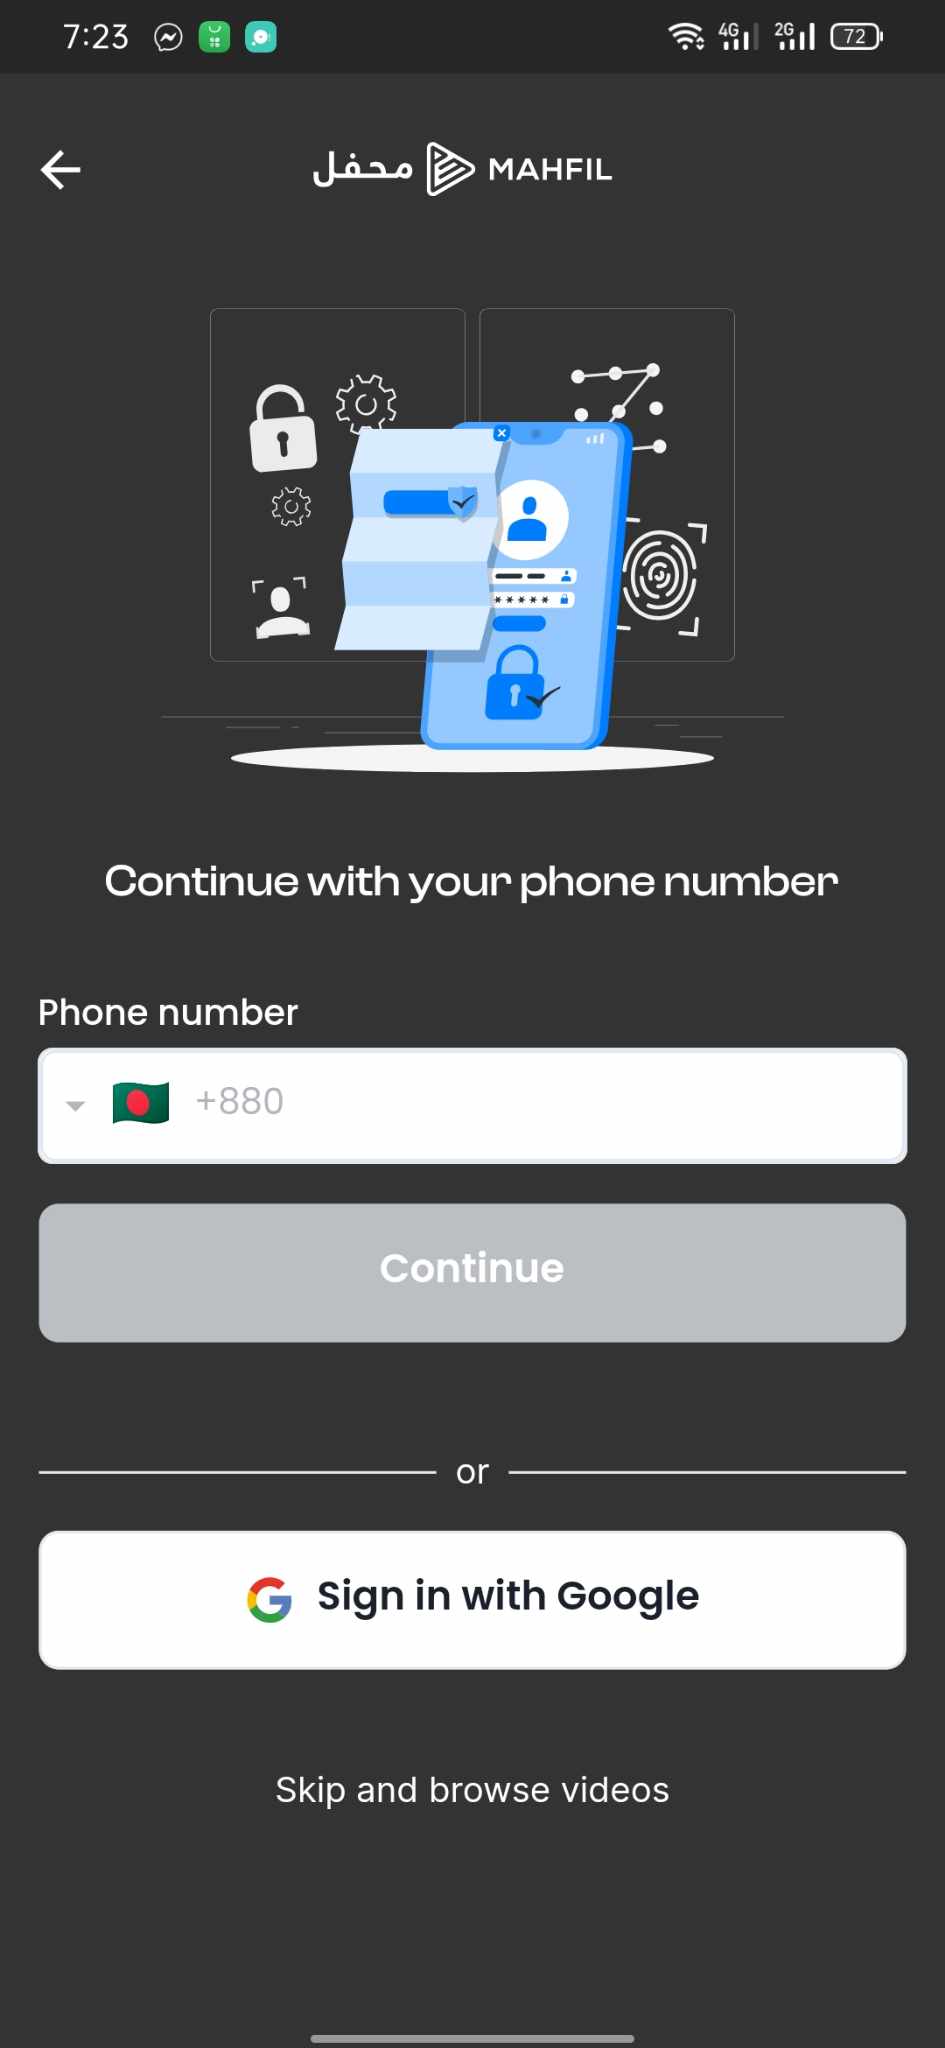 7:23
4G
2G
72
محفل MAHFIL
*****
Continue with your phone number
Phone number
+880
Continue
or
Sign in with Google
Skip and browse videos